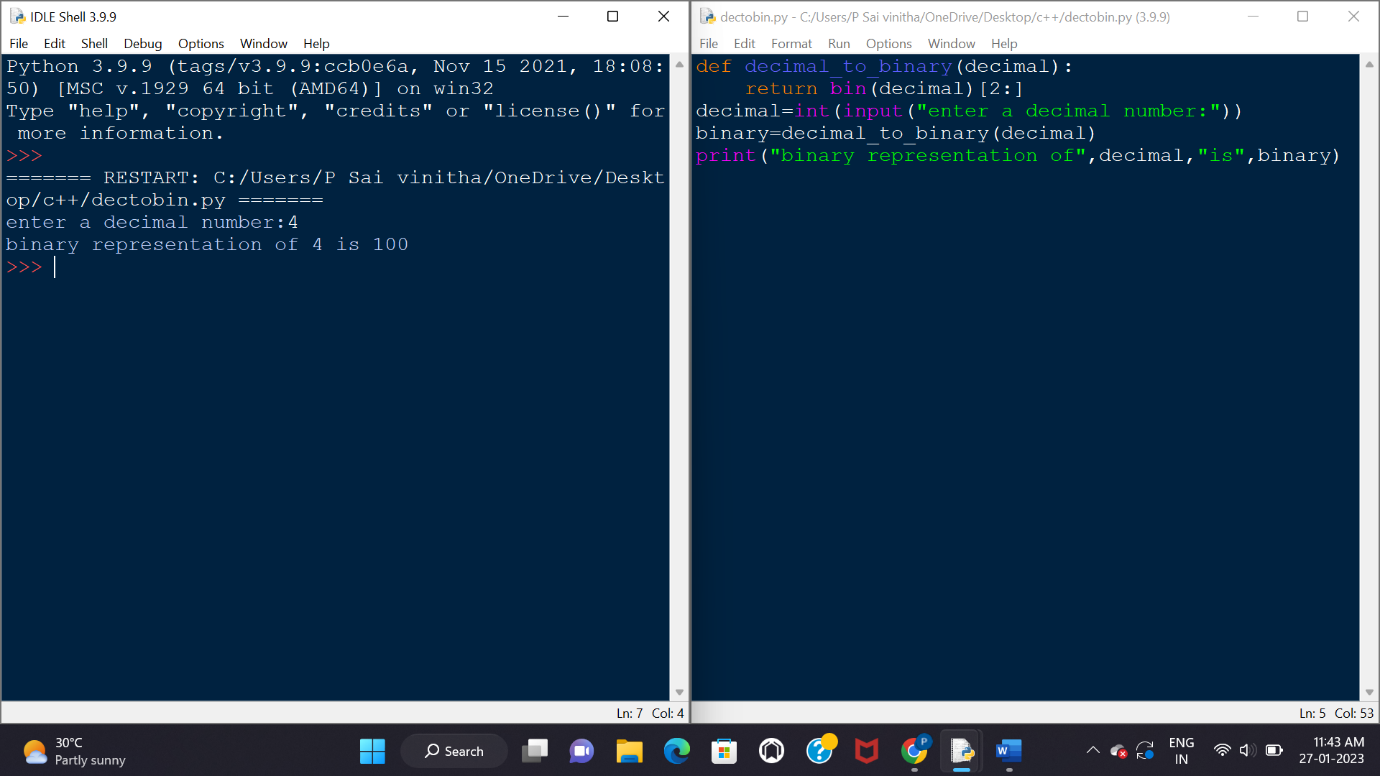 IDLE Shell 3.9.9
File Edit Shell Debug Options Window Help
Python 3.9.9 (tags/v3.9.9:ccb0e6a, Nov 15 2021, 18:08:
50) [MSC v.1929 64 bit (AMD64)] on win32
Type "help", "copyright", "credits" or "license()" for
 more information.
>>>
======= RESTART: C:/Users/P Sai vinitha/OneDrive/Deskt
op/c++/dectobin.py =======
enter a decimal number:4
binary representation of 4 is 100
>>>
Ln: 7 Col: 4
dectobin.py - C:/Users/P Sai vinitha/OneDrive/Desktop/c++/dectobin.py (3.9.9)
File Edit Format Run Options Window Help
def decimal_to_binary(decimal):
    return bin(decimal)[2:]
decimal=int(input("enter a decimal number:"))
binary=decimal_to_binary(decimal)
print("binary representation of",decimal,"is",binary)
Ln: 5 Col: 53
30°C
Partly sunny
Search
P
W
ENG
IN
11:43 AM
27-01-2023